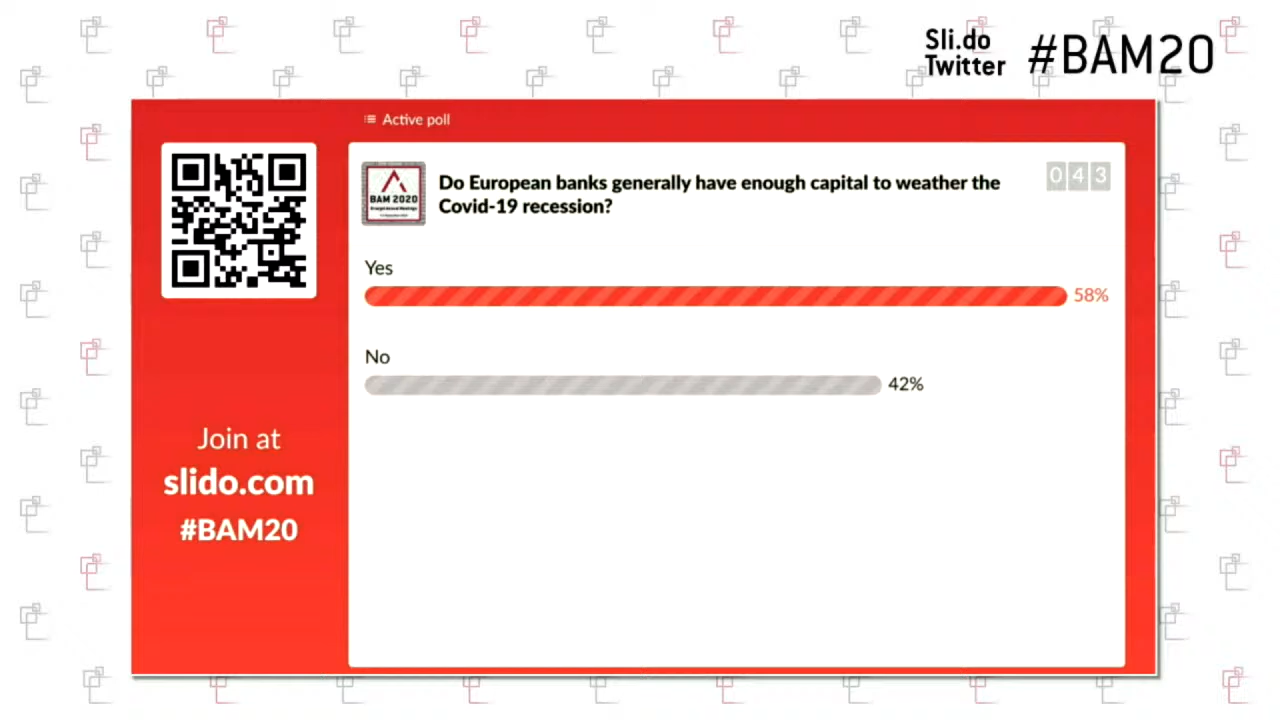 Sli.do
Twitter
#BAM20
Active poll
BAM 2020
Do European banks generally have enough capital to weather the
Covid-19 recession?
043
Yes
58%
No
42%
Join at
slido.com
#BAM20